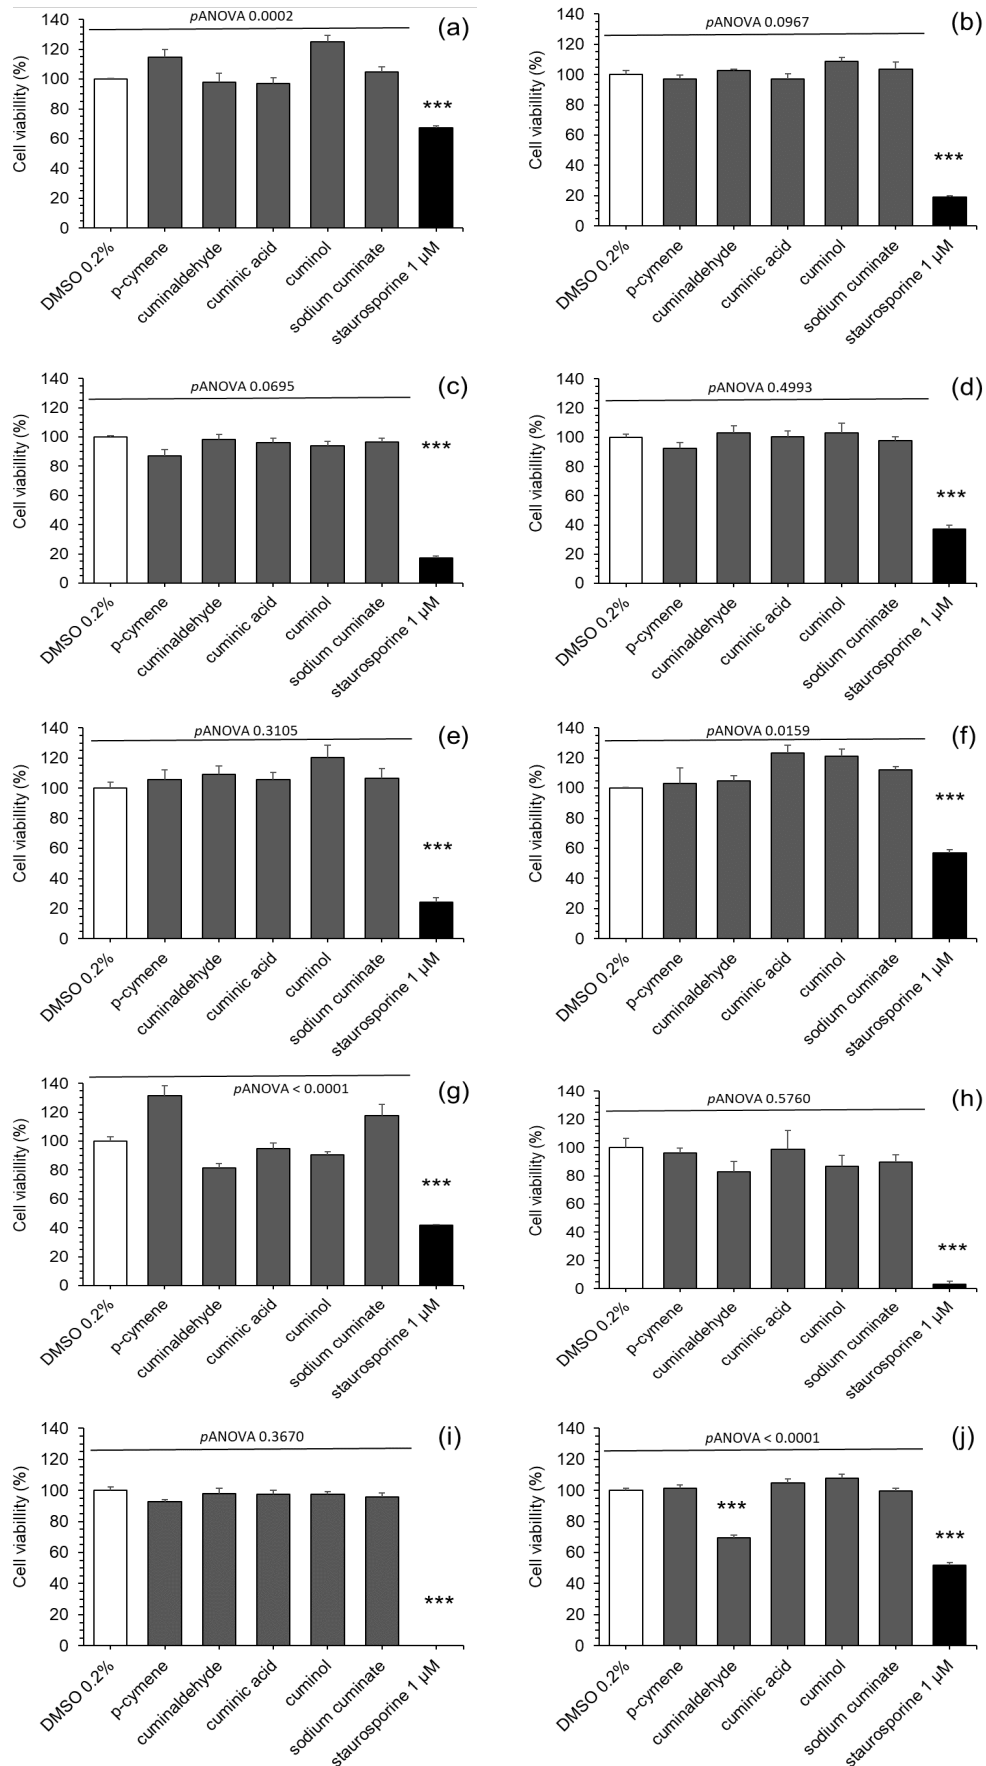 pANOVA 0.0002
(a)
Cell viabillity (%)
140
120
100
80
60
40
20
0
***
DMSO 0.2%
p-cymene
cuminaldehyde
cuminic acid
cuminol
sodium cuminate
staurosporine 1 µM
pANOVA 0.0967
(b)
Cell viabillity (%)
140
120
100
80
60
40
20
0
***
DMSO 0.2%
p-cymene
cuminaldehyde
cuminic acid
cuminol
sodium cuminate
staurosporine 1 µM
pANOVA 0.0695
(c)
Cell viabillity (%)
140
120
100
80
60
40
20
0
***
DMSO 0.2%
p-cymene
cuminaldehyde
cuminic acid
cuminol
sodium cuminate
staurosporine 1 µM
pANOVA 0.4993
(d)
Cell viabillity (%)
140
120
100
80
60
40
20
0
***
DMSO 0.2%
p-cymene
cuminaldehyde
cuminic acid
cuminol
sodium cuminate
staurosporine 1 µM
pANOVA 0.3105
(e)
Cell viabillity (%)
140
120
100
80
60
40
20
0
***
DMSO 0.2%
p-cymene
cuminaldehyde
cuminic acid
cuminol
sodium cuminate
staurosporine 1 µM
pANOVA 0.0159
(f)
Cell viabillity (%)
140
120
100
80
60
40
20
0
***
DMSO 0.2%
p-cymene
cuminaldehyde
cuminic acid
cuminol
sodium cuminate
staurosporine 1 µM
pANOVA < 0.0001
(g)
Cell viabillity (%)
140
120
100
80
60
40
20
0
***
DMSO 0.2%
p-cymene
cuminaldehyde
cuminic acid
cuminol
sodium cuminate
staurosporine 1 µM
pANOVA 0.5760
(h)
Cell viabillity (%)
140
120
100
80
60
40
20
0
***
DMSO 0.2%
p-cymene
cuminaldehyde
cuminic acid
cuminol
sodium cuminate
staurosporine 1 µM
pANOVA 0.3670
(i)
Cell viabillity (%)
140
120
100
80
60
40
20
0
***
DMSO 0.2%
p-cymene
cuminaldehyde
cuminic acid
cuminol
sodium cuminate
staurosporine 1 µM
pANOVA < 0.0001
(j)
Cell viabillity (%)
140
120
100
80
60
40
20
0
***
***
DMSO 0.2%
p-cymene
cuminaldehyde
cuminic acid
cuminol
sodium cuminate
staurosporine 1 µM